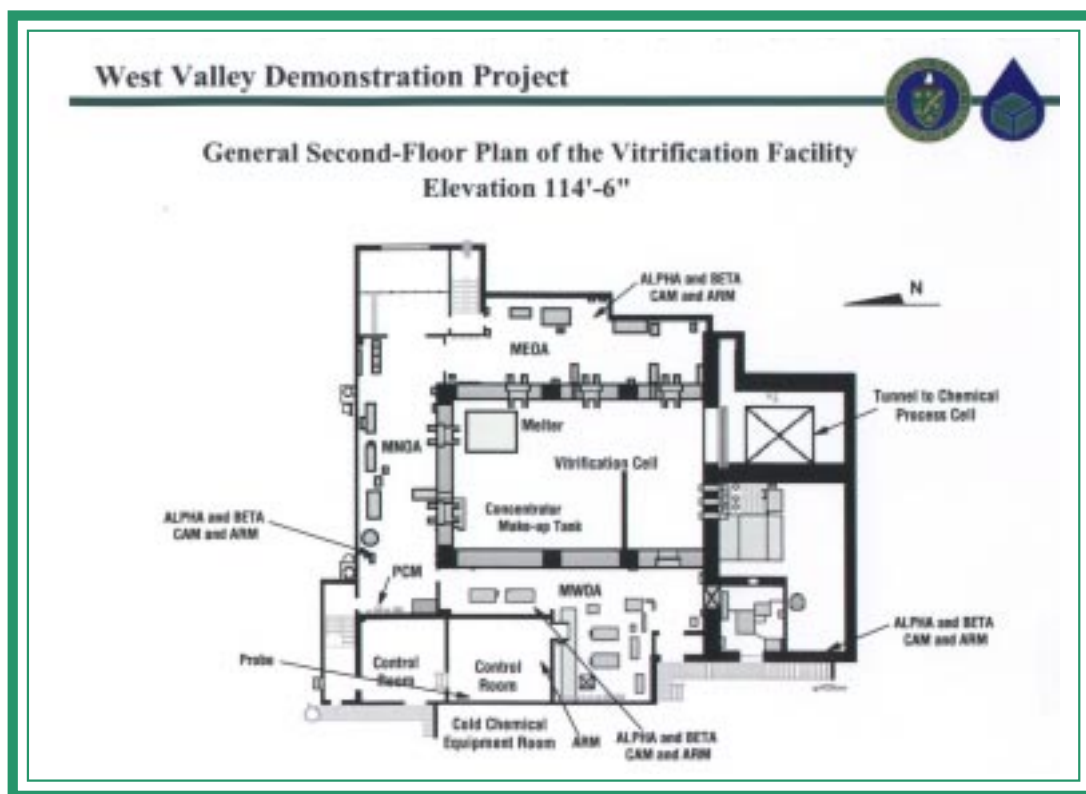 West Valley Demonstration Project
General Second-Floor Plan of the Vitrification Facility
Elevation 114'-6"
ALPHA and BETA
CAM and ARM
N
MEOA
Tunnel to Chemical
Process Cell
Melter
MNOA
Vitrification Cell
Concentrator
Make-up Tank
ALPHA and BETA
CAM and ARM
PCM
MWOA
ALPHA and BETA
CAM and ARM
Probe
Control
Room
Control
Room
Cold Chemical
Equipment Room
ARM
ALPHA and BETA
CAM and ARM